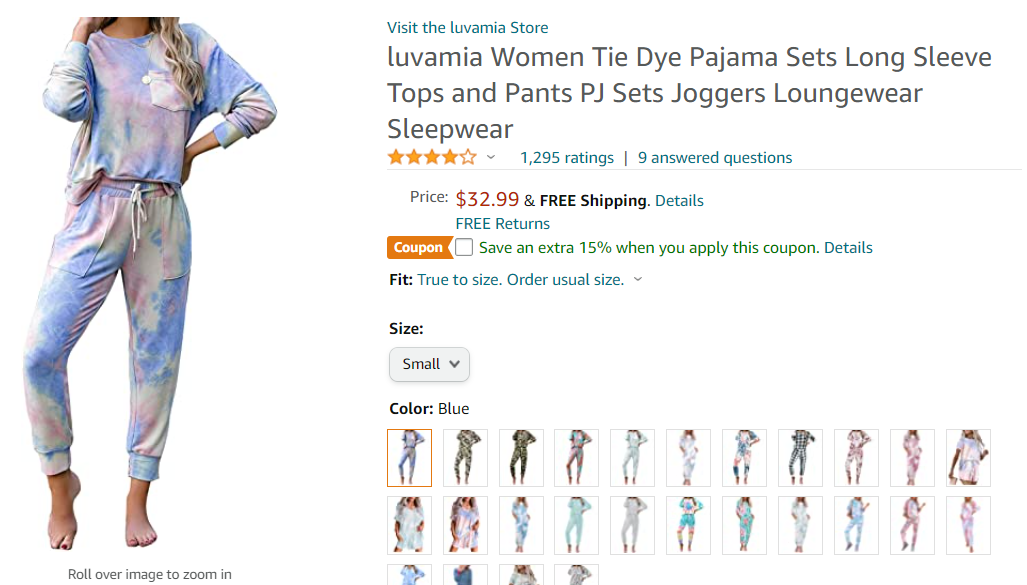 Visit the luvamia Store
luvamia Women Tie Dye Pajama Sets Long Sleeve
Tops and Pants PJ Sets Joggers Loungewear
Sleepwear
1,295 ratings | 9 answered questions
Price: $32.99 & FREE Shipping. Details
FREE Returns
Coupon Save an extra 15% when you apply this coupon. Details
Fit: True to size. Order usual size.
Size:
Small
Color: Blue
Roll over image to zoom in